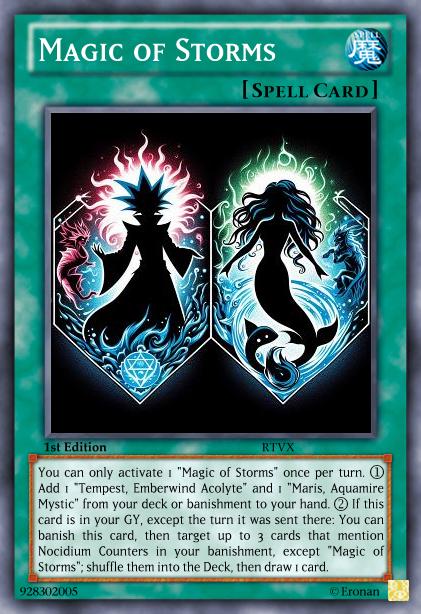 Magic of Storms
SPELL
魔
[Spell Card]
1st Edition
RTVX
You can only activate 1 "Magic of Storms" once per turn. ①
Add 1 "Tempest, Emberwind Acolyte" and 1 "Maris, Aquamire
Mystic" from your deck or banishment to your hand. ② If this
card is in your GY, except the turn it was sent there: You can
banish this card, then target up to 3 cards that mention
Nocidium Counters in your banishment, except "Magic of
Storms"; shuffle them into the Deck, then draw 1 card.
928302005
© Eronan